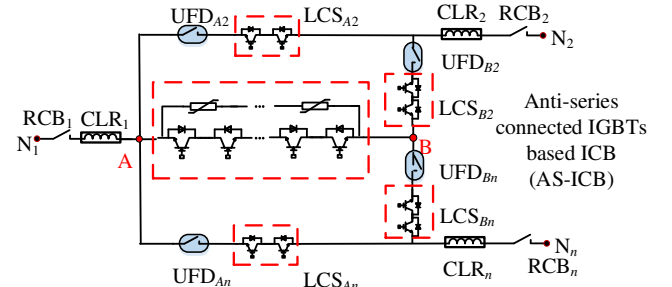 UFD_A2
LCS_A2
CLR_2
RCB_2
N_2
UFD_B2
LCS_B2
RCB_1
CLR_1
N_1
A
B
...
...
Anti-series
connected IGBTs
based ICB
(AS-ICB)
UFD_Bn
LCS_Bn
UFD_An
LCS_An
CLR_n
RCB_n
N_n